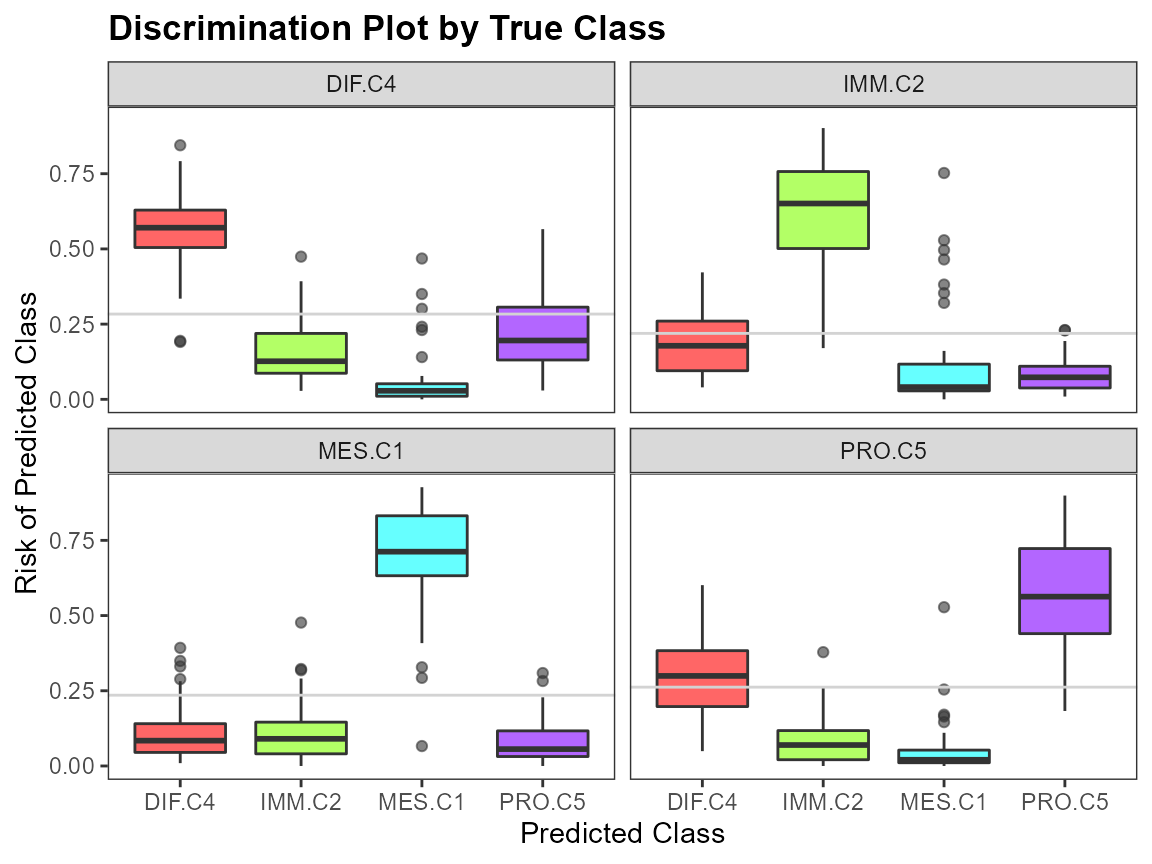 Discrimination Plot by True Class
DIF.C4
IMM.C2
0.75
0.50
0.25
0.00
MES.C1
PRO.C5
0.75
0.50
0.25
0.00
Risk of Predicted Class
DIF.C4 IMM.C2 MES.C1 PRO.C5
DIF.C4 IMM.C2 MES.C1 PRO.C5
Predicted Class